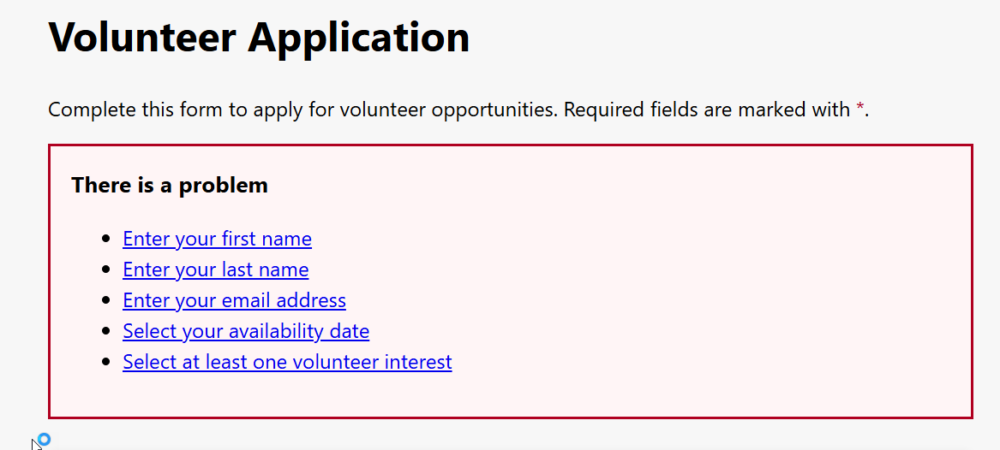 Volunteer Application
Complete this form to apply for volunteer opportunities. Required fields are marked with *.
There is a problem
Enter your first name
Enter your last name
Enter your email address
Select your availability date
Select at least one volunteer interest